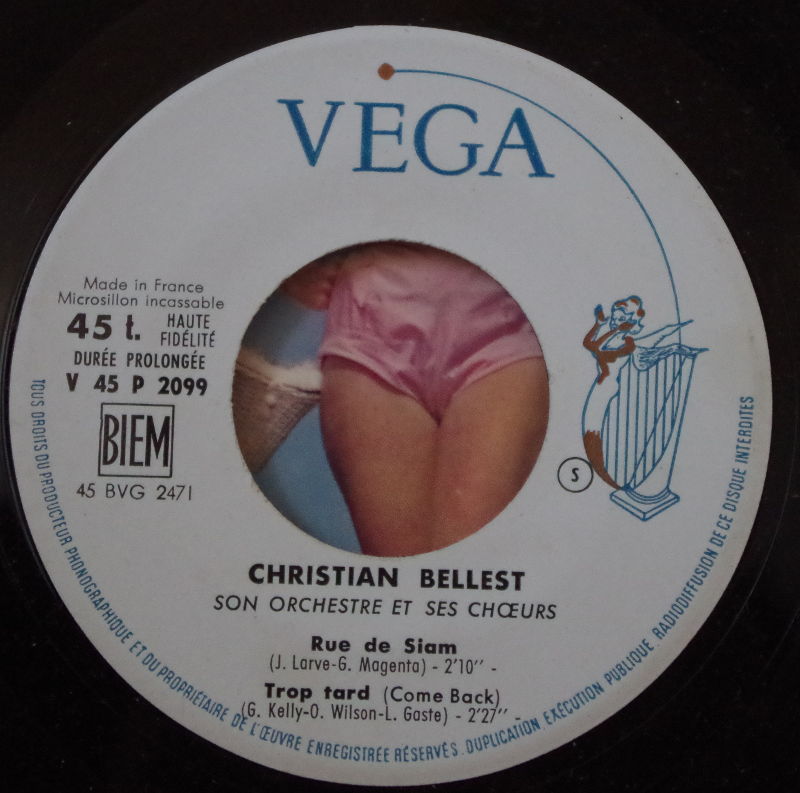 VEGA
Made in France
Microsillon incassable
45 t. HAUTE FIDÉLITÉ
DURÉE PROLONGÉE
V 45 P 2099
BIEM
45 BVG 2471
S
CHRISTIAN BELLEST
SON ORCHESTRE ET SES CHŒURS
Rue de Siam
(J. Larve-G. Magenta) - 2'10'' -
Trop tard (Come Back)
(G. Kelly-O. Wilson-L. Gaste) - 2'27'' -
TOUS DROITS DU PRODUCTEUR PHONOGRAPHIQUE ET DU PROPRIÉTAIRE DE L'ŒUVRE ENREGISTRÉE RÉSERVÉS. DUPLICATION, EXÉCUTION PUBLIQUE, RADIODIFFUSION DE CE DISQUE INTERDITES